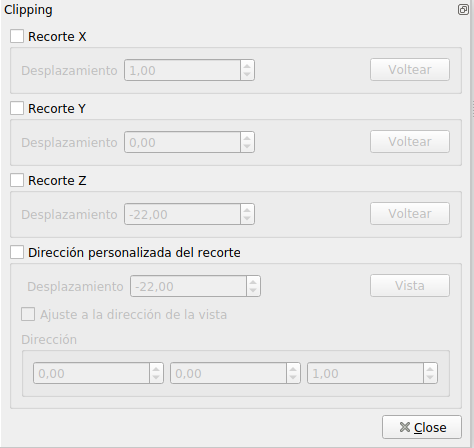 Clipping
Recorte X
Desplazamiento 1,00 Voltear
Recorte Y
Desplazamiento 0,00 Voltear
Recorte Z
Desplazamiento -22,00 Voltear
Dirección personalizada del recorte
Desplazamiento -22,00 Vista
Ajuste a la dirección de la vista
Dirección
0,00 0,00 1,00
Close